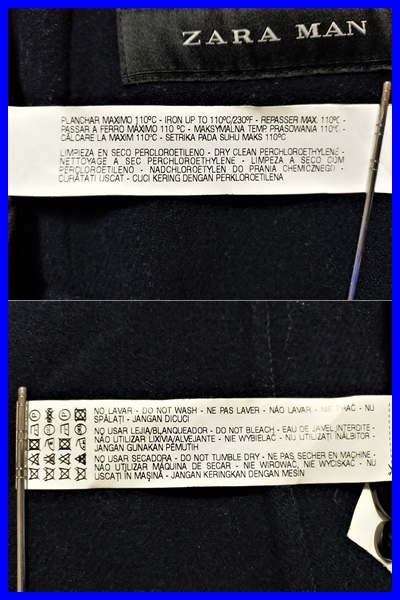 ZARA MAN
PLANCHAR MAXIMO 110ºC - IRON UP TO 110ºC/230ºF - REPASSER MAX. 110ºC -
PASSAR A FERRO MÁXIMO 110 ºC - MAKSYMALNA TEMP. PRASOWANIA 110ºC -
CĂLCARE LA MAXIM 110ºC - SETRIKA PADA SUHU MAKS 110ºC
LIMPIEZA EN SECO PERCLOROETILENO - DRY CLEAN PERCHLOROETHYLENE -
NETTOYAGE A SEC PERCHLOROETHYLENE - LIMPEZA A SECO COM
PERCLOROETILENO - NADCHLOROETYLEN DO PRANIA CHEMICZNEGO -
CURĂȚAT USCAT - CUCI KERING DENGAN PERKLOROETILENA
NO LAVAR - DO NOT WASH - NE PAS LAVER - NÃO LAVAR - NIE PRAĆ - NU
SPĂLAȚI - JANGAN DICUCI
NO USAR LEJIA/BLANQUEADOR - DO NOT BLEACH - EAU DE JAVEL INTERDITE -
NÃO UTILIZAR LIXÍVIA/ALVEJANTE - NIE WYBIELAĆ - NU UTILIZAȚI ÎNĂLBITOR -
JANGAN GUNAKAN PEMUTIH
NO USAR SECADORA - DO NOT TUMBLE DRY - NE PAS SECHER EN MACHINE -
NÃO UTILIZAR MÁQUINA DE SECAR - NIE WIROWAĆ, NIE WYCISKAĆ - NU
USCAȚI ÎN MAȘINĂ - JANGAN KERINGKAN DENGAN MESIN